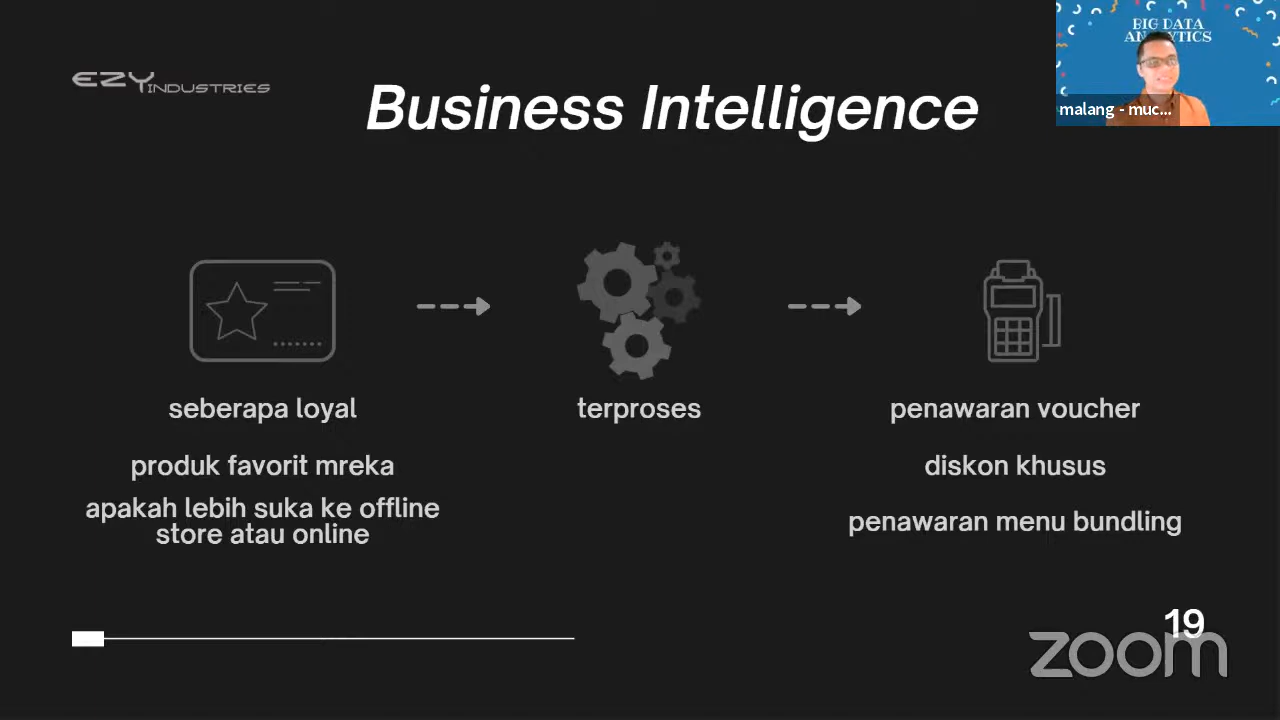 BIG DATA
ANALYTICS
malang - muc...
EZY INDUSTRIES
Business Intelligence
seberapa loyal
produk favorit mreka
apakah lebih suka ke offline
store atau online
terproses
penawaran voucher
diskon khusus
penawaran menu bundling
19
zoom